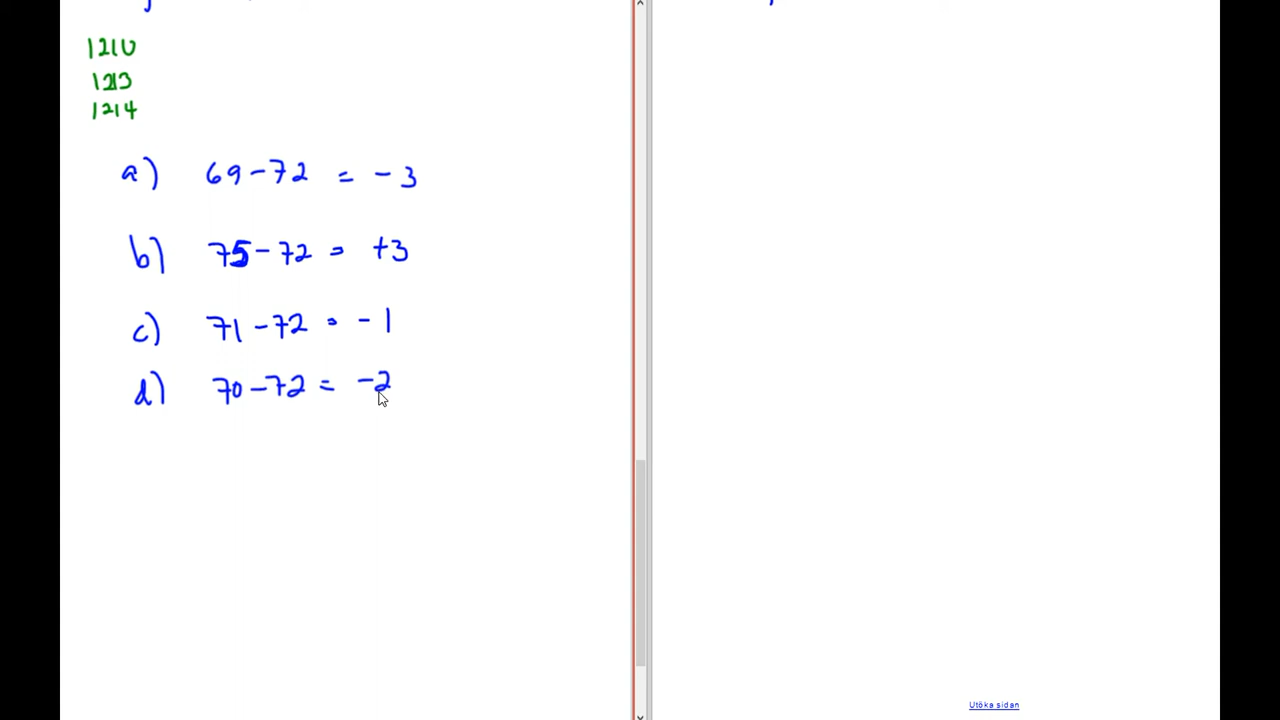 1210
1213
1214
a) 69-72 = -3
b) 75-72 = +3
c) 71-72 = -1
d) 70-72 = -2
Utöka sidan